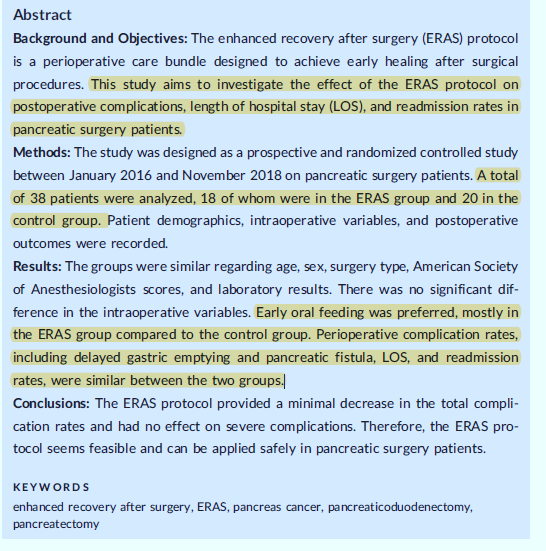 Abstract
Background and Objectives: The enhanced recovery after surgery (ERAS) protocol
is a perioperative care bundle designed to achieve early healing after surgical
procedures. This study aims to investigate the effect of the ERAS protocol on
postoperative complications, length of hospital stay (LOS), and readmission rates in
pancreatic surgery patients.
Methods: The study was designed as a prospective and randomized controlled study
between January 2016 and November 2018 on pancreatic surgery patients. A total
of 38 patients were analyzed, 18 of whom were in the ERAS group and 20 in the
control group. Patient demographics, intraoperative variables, and postoperative
outcomes were recorded.
Results: The groups were similar regarding age, sex, surgery type, American Society
of Anesthesiologists scores, and laboratory results. There was no significant dif-
ference in the intraoperative variables. Early oral feeding was preferred, mostly in
the ERAS group compared to the control group. Perioperative complication rates,
including delayed gastric emptying and pancreatic fistula, LOS, and readmission
rates, were similar between the two groups.
Conclusions: The ERAS protocol provided a minimal decrease in the total compli-
cation rates and had no effect on severe complications. Therefore, the ERAS pro-
tocol seems feasible and can be applied safely in pancreatic surgery patients.
KEYWORDS
enhanced recovery after surgery, ERAS, pancreas cancer, pancreaticoduodenectomy,
pancreatectomy